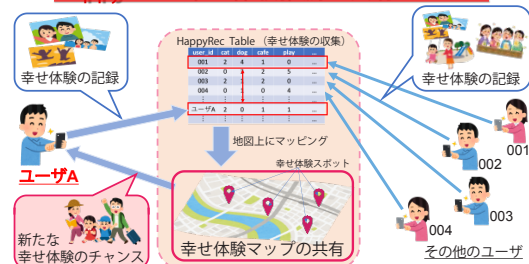 HappyRec Table（幸せ体験の収集）
user_id cat dog cafe play ...
001 2 4 1 0 ...
002 0 2 5 ...
003 2 2 0 ...
004 0 0 4 ...
ユーザA 2 0 1 1 ...
幸せ体験の記録
幸せ体験の記録
ユーザA
地図上にマッピング
幸せ体験スポット
001
002
003
004
その他のユーザ
新たな
幸せ体験のチャンス
幸せ体験マップの共有